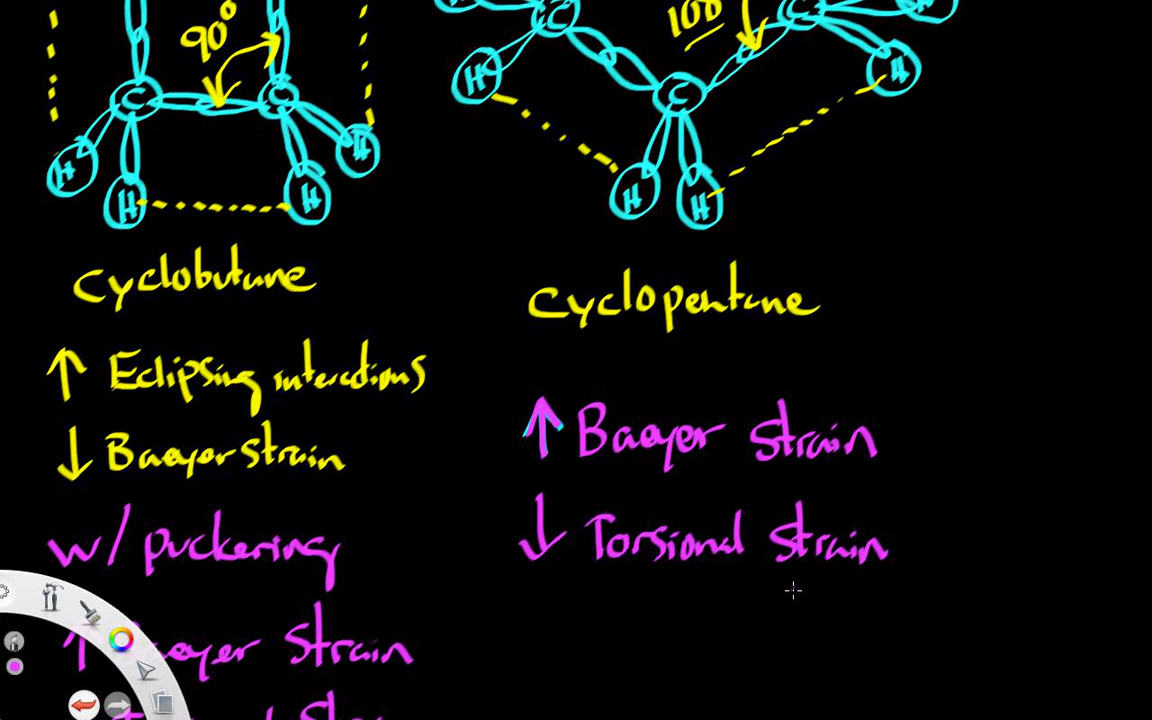 90°
108
C
C
C
C
C
H
H
H
H
H
H
H
H
Cyclobutane
Cyclopentane
↑ Eclipsing interactions
↑ Baeyer strain
↓ Baeyer strain
↓ Torsional strain
w/ puckering
Strain